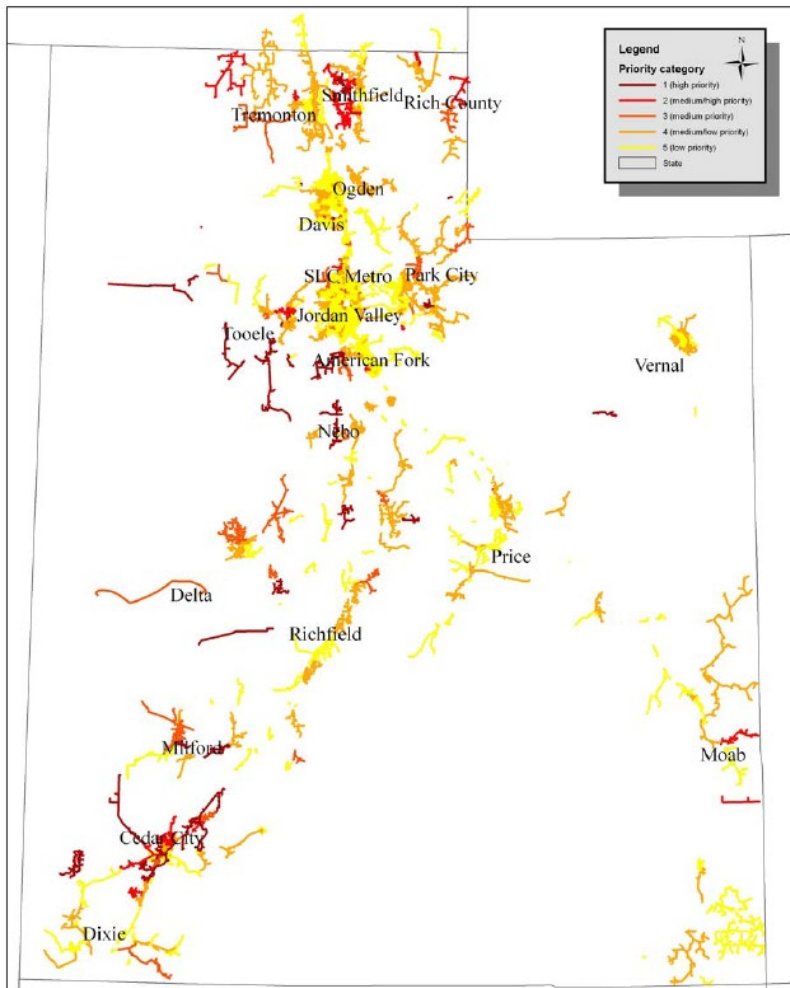 N
Legend
Priority category
1 (high priority)
2 (medium/high priority)
3 (medium priority)
4 (medium/low priority)
5 (low priority)
State
Smithfield
Rich County
Tremonton
Ogden
Davis
SLC Metro
Park City
Jordan Valley
Tooele
American Fork
Vernal
Nebo
Price
Delta
Richfield
Milford
Moab
Cedar City
Dixie